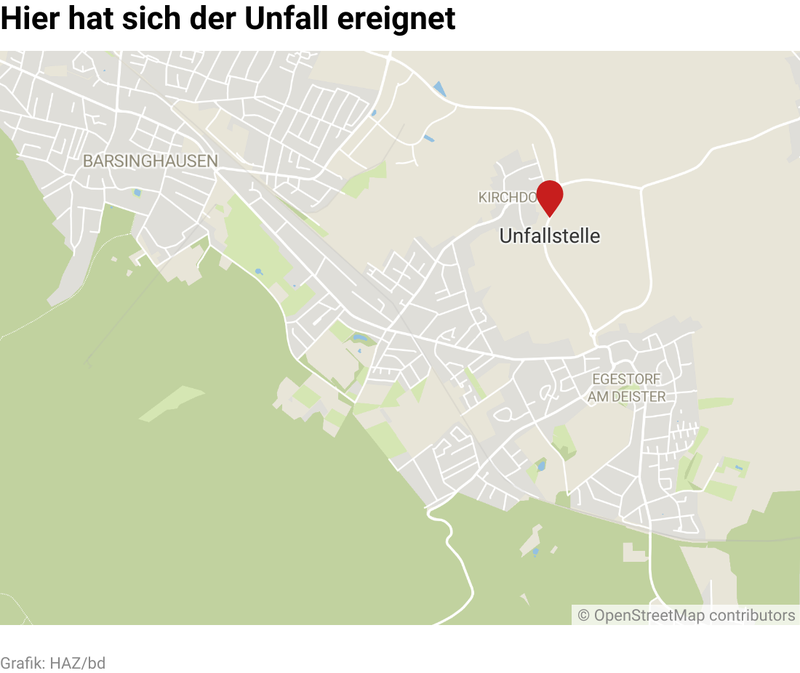 Hier hat sich der Unfall ereignet
BARSINGHAUSEN
KIRCHDO
Unfallstelle
EGESTORF
AM DEISTER
© OpenStreetMap contributors
Grafik: HAZ/bd